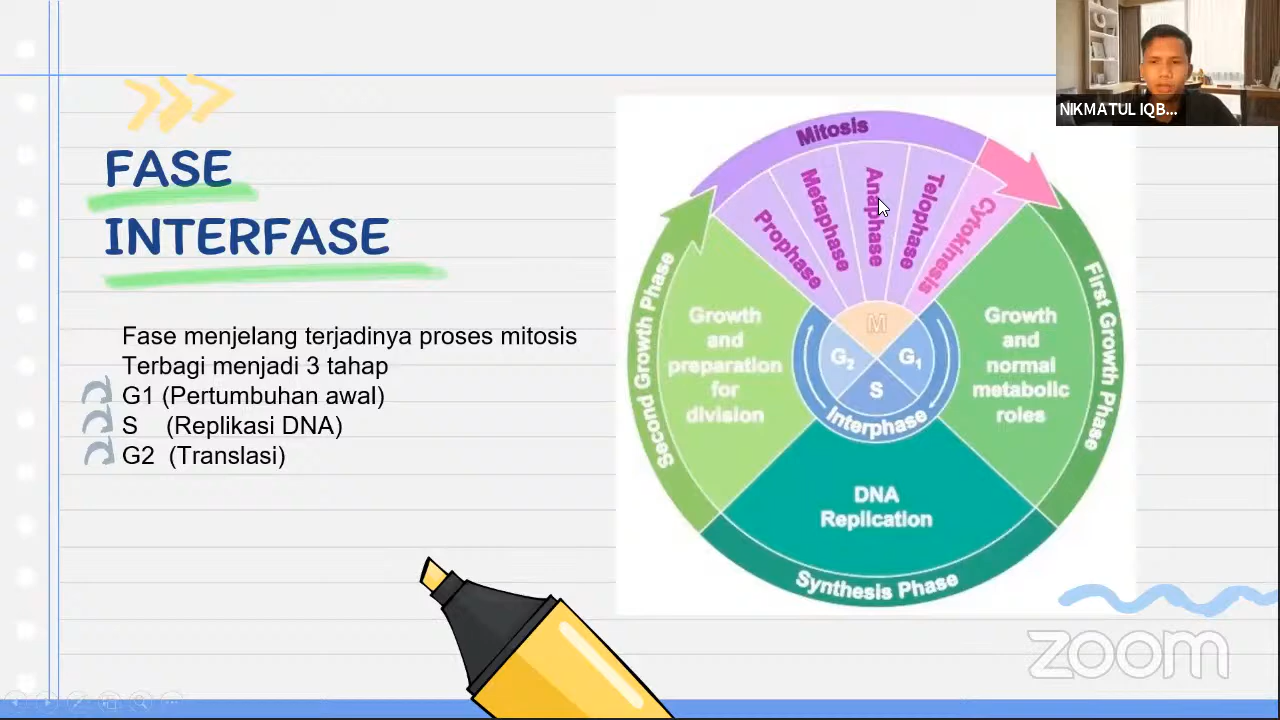 NIKMATUL IQB...
FASE
INTERFASE
Fase menjelang terjadinya proses mitosis
Terbagi menjadi 3 tahap
G1 (Pertumbuhan awal)
S (Replikasi DNA)
G2 (Translasi)
Mitosis
Prophase
Metaphase
Anaphase
Telophase
Cytokinesis
Second Growth Phase
Growth
and
preparation
for
division
First Growth Phase
Growth
and
normal
metabolic
roles
M
G2
G1
S
Interphase
DNA
Replication
Synthesis Phase
zoom